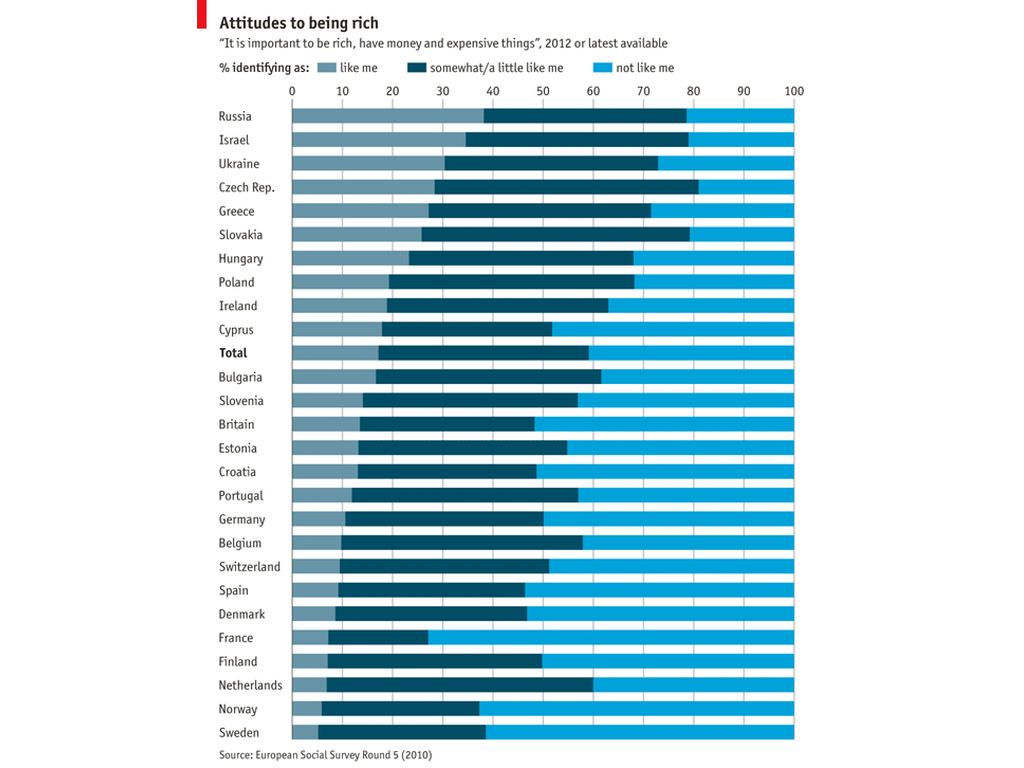 Attitudes to being rich
“It is important to be rich, have money and expensive things”, 2012 or latest available
% identifying as: like me somewhat/a little like me not like me
0 10 20 30 40 50 60 70 80 90 100
Russia
Israel
Ukraine
Czech Rep.
Greece
Slovakia
Hungary
Poland
Ireland
Cyprus
Total
Bulgaria
Slovenia
Britain
Estonia
Croatia
Portugal
Germany
Belgium
Switzerland
Spain
Denmark
France
Finland
Netherlands
Norway
Sweden
Source: European Social Survey Round 5 (2010)